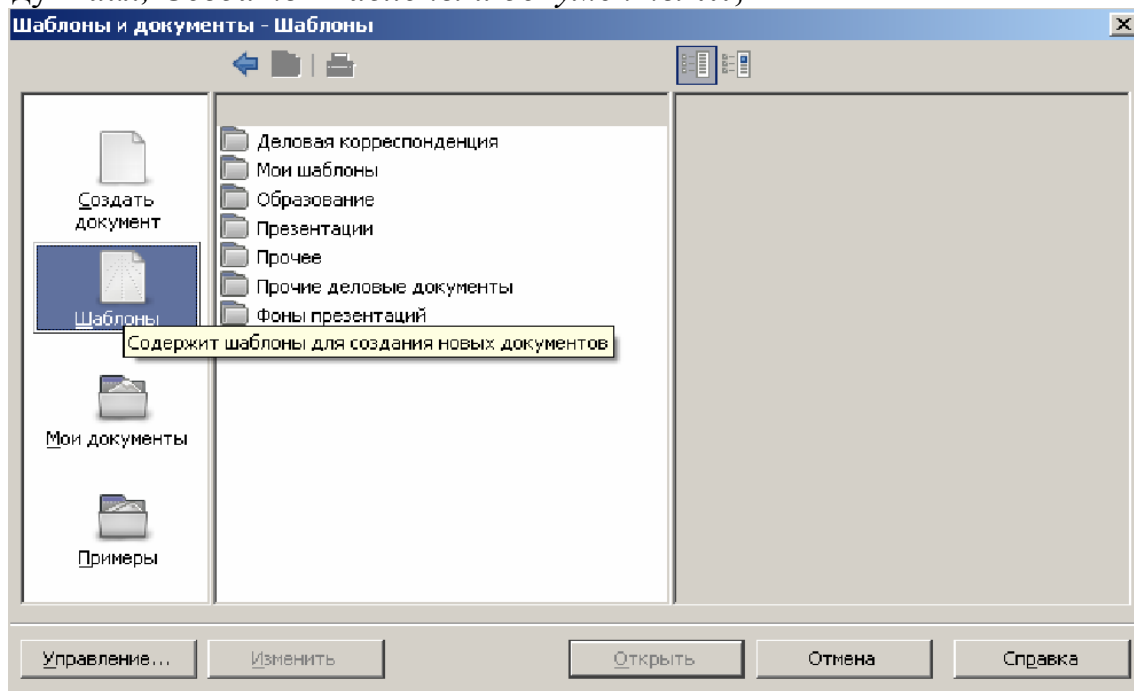 Шаблоны и документы - Шаблоны
Создать
документ
Шаблоны
Мои документы
Примеры
Деловая корреспонденция
Мои шаблоны
Образование
Презентации
Прочее
Прочие деловые документы
Фоны презентаций
Содержит шаблоны для создания новых документов
Управление...
Изменить
Открыть
Отмена
Справка